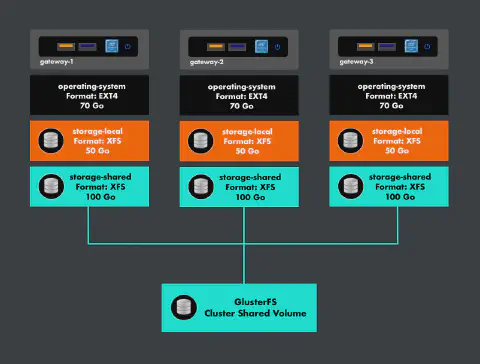 gateway-1
gateway-2
gateway-3
operating-system
Format: EXT4
70 Go
operating-system
Format: EXT4
70 Go
operating-system
Format: EXT4
70 Go
storage-local
Format: XFS
50 Go
storage-local
Format: XFS
50 Go
storage-local
Format: XFS
50 Go
storage-shared
Format: XFS
100 Go
storage-shared
Format: XFS
100 Go
storage-shared
Format: XFS
100 Go
GlusterFS
Cluster Shared Volume